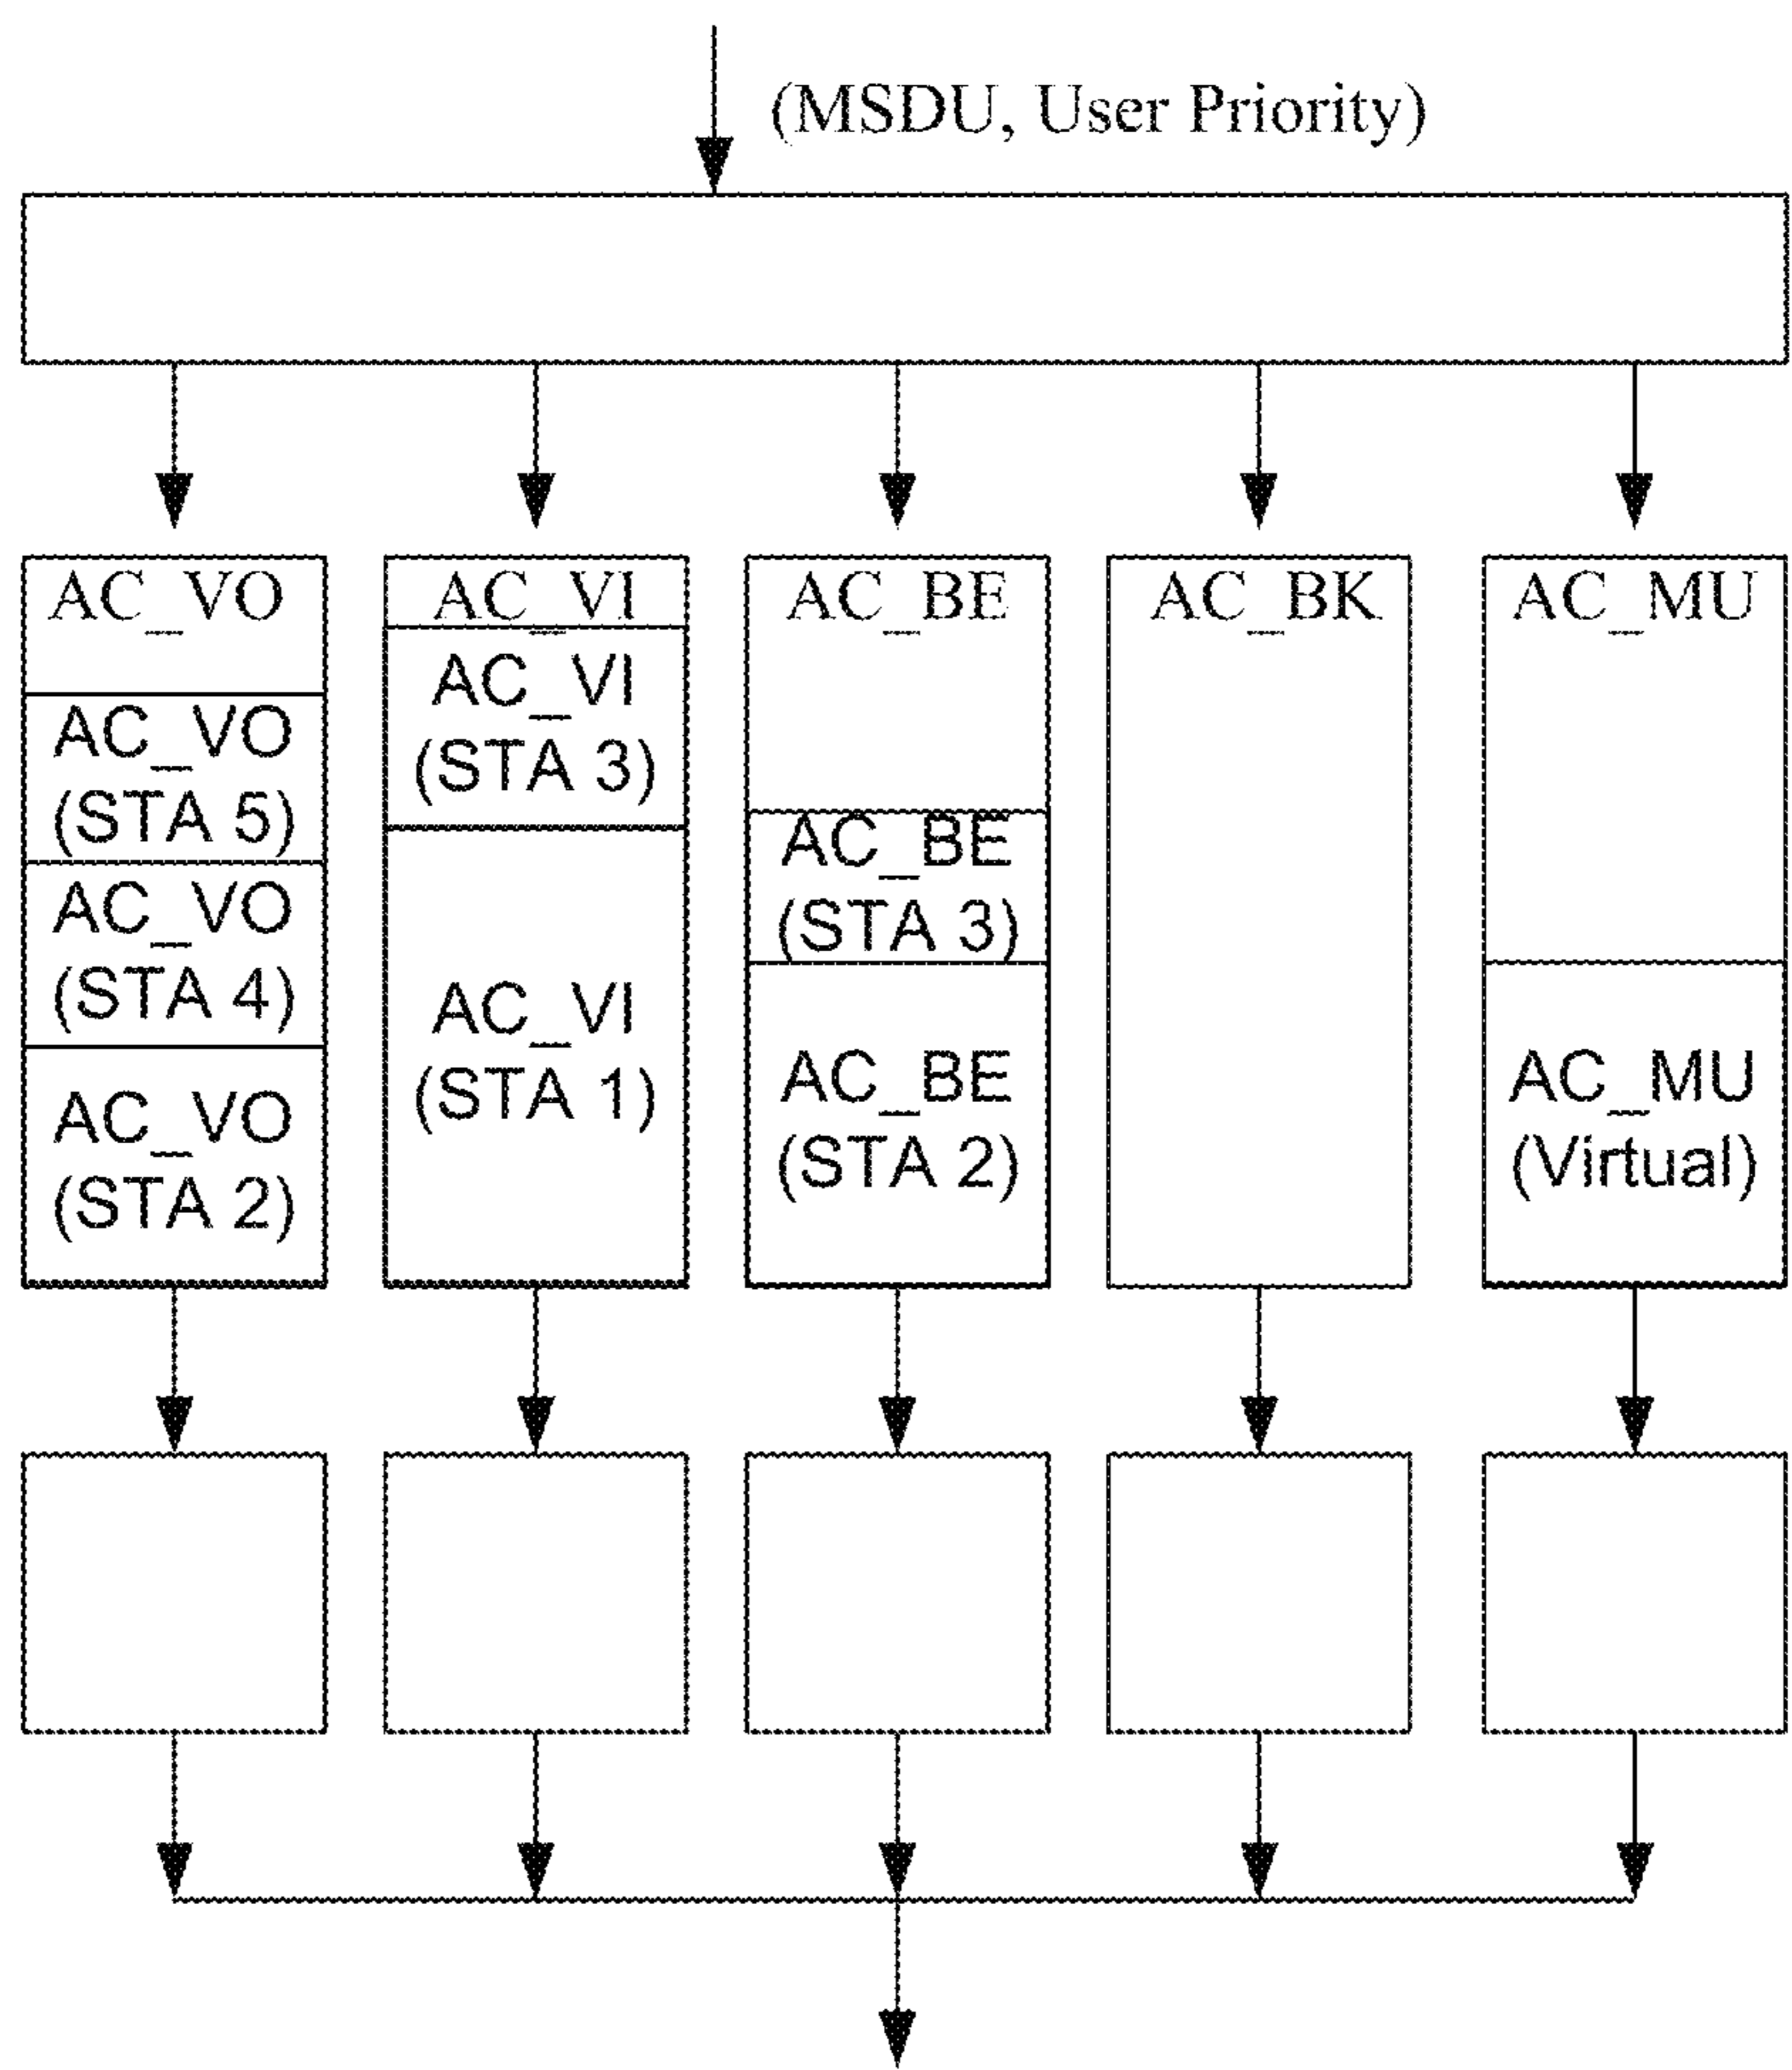 (MSDU, User Priority)
AC_VO
AC_VO
(STA 5)
AC_VO
(STA 4)
AC_VO
(STA 2)
AC_VI
AC_VI
(STA 3)
AC_VI
(STA 1)
AC_BE
AC_BE
(STA 3)
AC_BE
(STA 2)
AC_BK
AC_MU
AC_MU
(Virtual)